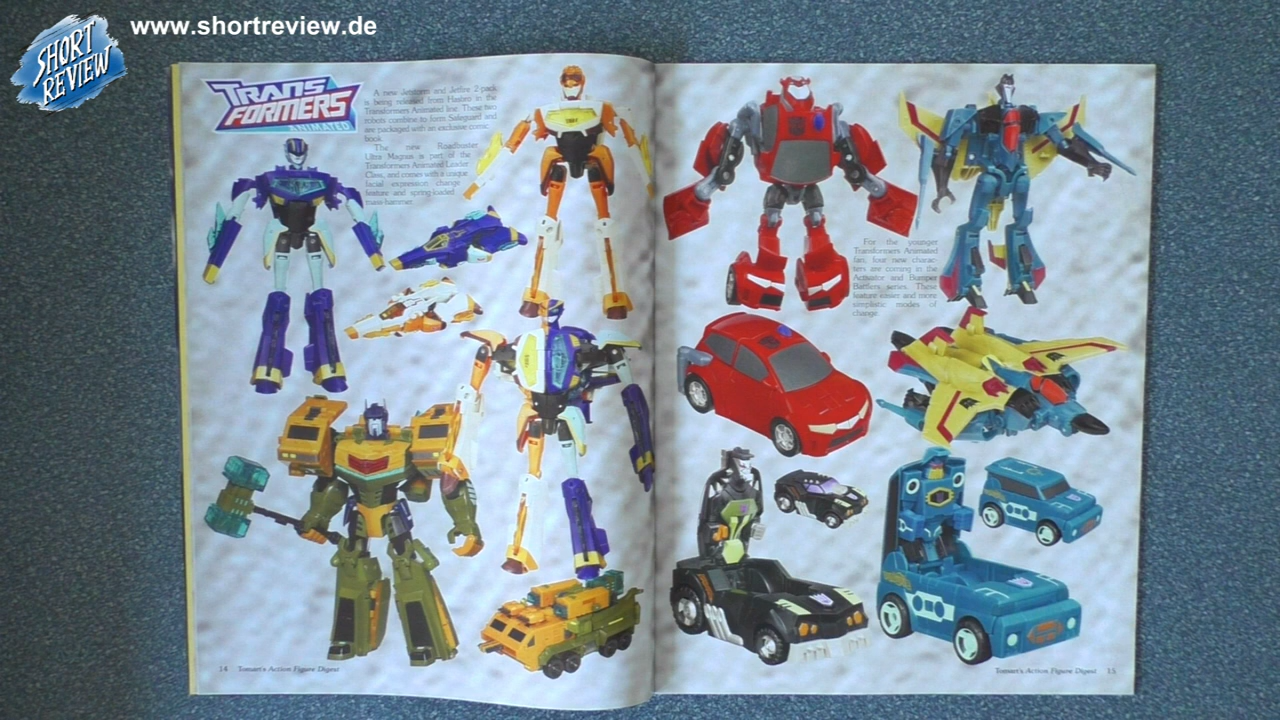 www.shortreview.de
SHORT
REVIEW
TRANS
FORMERS
ANIMATED
A new Jetstorm and Jetfire 2-pack
is being released from Hasbro in the
Transformers Animated line. These two
robots combine to form Safeguard and
are packaged with an exclusive comic
book.
The new Roadbuster
Ultra Magnus is part of the
Transformers Animated Leader
Class, and comes with a unique
facial expression change
feature and spring-loaded
trans-hammer.
For the younger
Transformers Animated
fan, four new charac-
ters are coming in the
Activator and Bumper
Battlers series. These
feature easier and more
simplistic modes of
change.
14 Tomart's Action Figure Digest
Tomart's Action Figure Digest 15